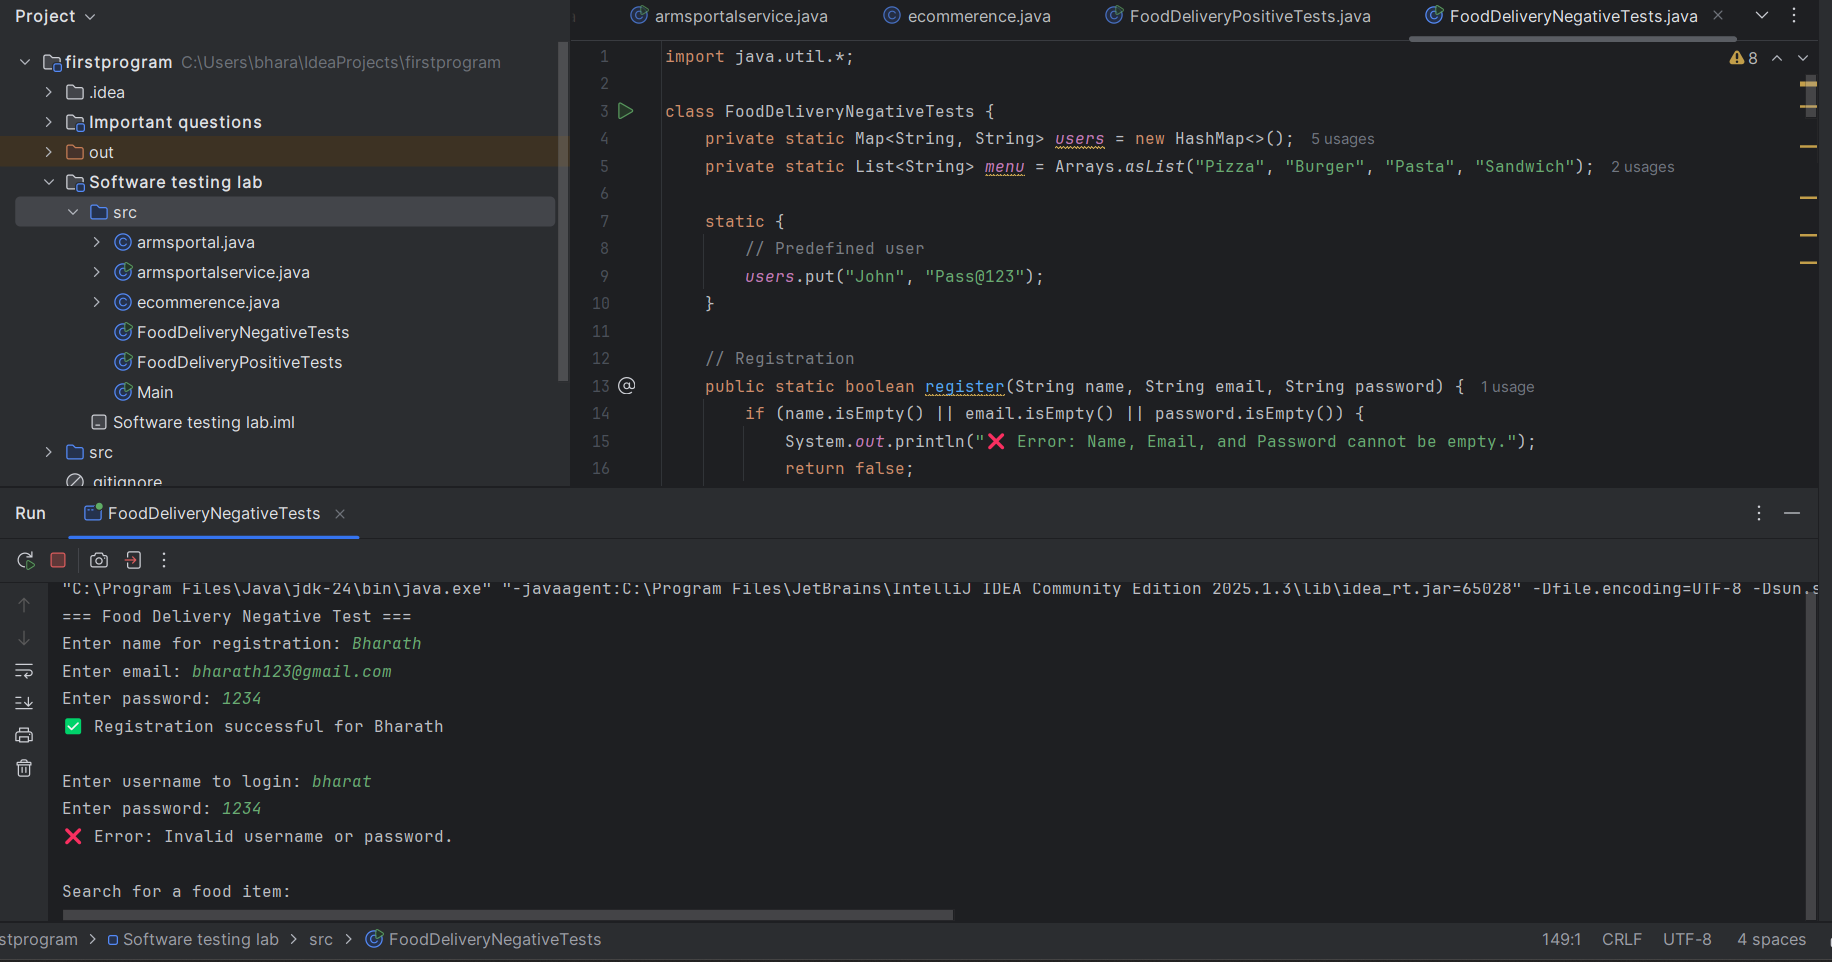 Project
armsportalservice.java
ecommerence.java
FoodDeliveryPositiveTests.java
FoodDeliveryNegativeTests.java
firstprogram C:\Users\bhara\IdeaProjects\firstprogram
.idea
Important questions
out
Software testing lab
src
armsportal.java
armsportalservice.java
ecommerence.java
FoodDeliveryNegativeTests
FoodDeliveryPositiveTests
Main
Software testing lab.iml
src
.gitignore
8
1 import java.util.*;
2
3 class FoodDeliveryNegativeTests {
4 private static Map<String, String> users = new HashMap<>(); 5 usages
5 private static List<String> menu = Arrays.asList("Pizza", "Burger", "Pasta", "Sandwich"); 2 usages
6
7 static {
8 // Predefined user
9 users.put("John", "Pass@123");
10 }
11
12 // Registration
13 @ public static boolean register(String name, String email, String password) { 1 usage
14 if (name.isEmpty() || email.isEmpty() || password.isEmpty()) {
15 System.out.println("❌ Error: Name, Email, and Password cannot be empty.");
16 return false;
Run FoodDeliveryNegativeTests
"C:\Program Files\Java\jdk-24\bin\java.exe" "-javaagent:C:\Program Files\JetBrains\IntelliJ IDEA Community Edition 2025.1.3\lib\idea_rt.jar=65028" -Dfile.encoding=UTF-8 -Dsun.s
=== Food Delivery Negative Test ===
Enter name for registration: Bharath
Enter email: bharath123@gmail.com
Enter password: 1234
✅ Registration successful for Bharath
Enter username to login: bharat
Enter password: 1234
❌ Error: Invalid username or password.
Search for a food item:
stprogram > Software testing lab > src > FoodDeliveryNegativeTests
149:1 CRLF UTF-8 4 spaces